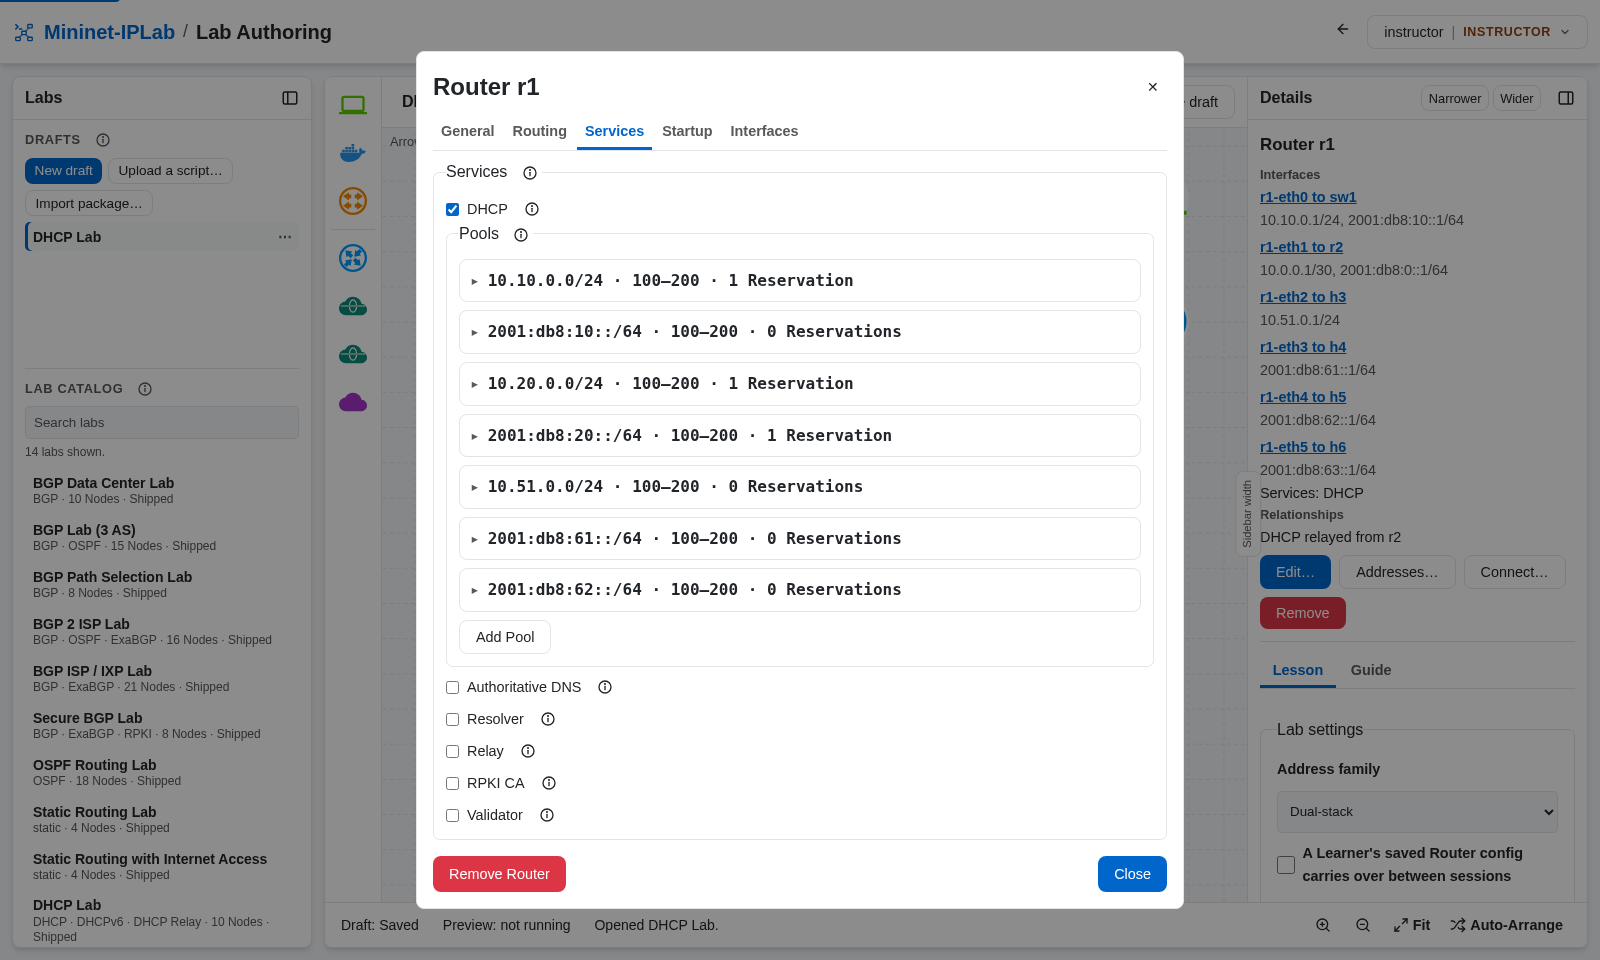 Mininet-IPLab / Lab Authoring
instructor | INSTRUCTOR
Labs
DRAFTS
New draft
Upload a script…
Import package…
DHCP Lab
LAB CATALOG
Search labs
14 labs shown.
BGP Data Center Lab
BGP · 10 Nodes · Shipped
BGP Lab (3 AS)
BGP · OSPF · 15 Nodes · Shipped
BGP Path Selection Lab
BGP · 8 Nodes · Shipped
BGP 2 ISP Lab
BGP · OSPF · ExaBGP · 16 Nodes · Shipped
BGP ISP / IXP Lab
BGP · ExaBGP · 21 Nodes · Shipped
Secure BGP Lab
BGP · ExaBGP · RPKI · 8 Nodes · Shipped
OSPF Routing Lab
OSPF · 18 Nodes · Shipped
Static Routing Lab
static · 4 Nodes · Shipped
Static Routing with Internet Access
static · 4 Nodes · Shipped
DHCP Lab
DHCP · DHCPv6 · DHCP Relay · 10 Nodes ·
Shipped
draft
Router r1
General
Routing
Services
Startup
Interfaces
Services
DHCP
Pools
10.10.0.0/24 · 100–200 · 1 Reservation
2001:db8:10::/64 · 100–200 · 0 Reservations
10.20.0.0/24 · 100–200 · 1 Reservation
2001:db8:20::/64 · 100–200 · 1 Reservation
10.51.0.0/24 · 100–200 · 0 Reservations
2001:db8:61::/64 · 100–200 · 0 Reservations
2001:db8:62::/64 · 100–200 · 0 Reservations
Add Pool
Authoritative DNS
Resolver
Relay
RPKI CA
Validator
Remove Router
Close
Details
Narrower
Wider
Router r1
Interfaces
r1-eth0 to sw1
10.10.0.1/24, 2001:db8:10::1/64
r1-eth1 to r2
10.0.0.1/30, 2001:db8:0::1/64
r1-eth2 to h3
10.51.0.1/24
r1-eth3 to h4
2001:db8:61::1/64
r1-eth4 to h5
2001:db8:62::1/64
r1-eth5 to h6
2001:db8:63::1/64
Services: DHCP
Relationships
DHCP relayed from r2
Sidebar width
Edit…
Addresses…
Connect…
Remove
Lesson
Guide
Lab settings
Address family
Dual-stack
A Learner's saved Router config
carries over between sessions
Draft: Saved
Preview: not running
Opened DHCP Lab.
Fit
Auto-Arrange